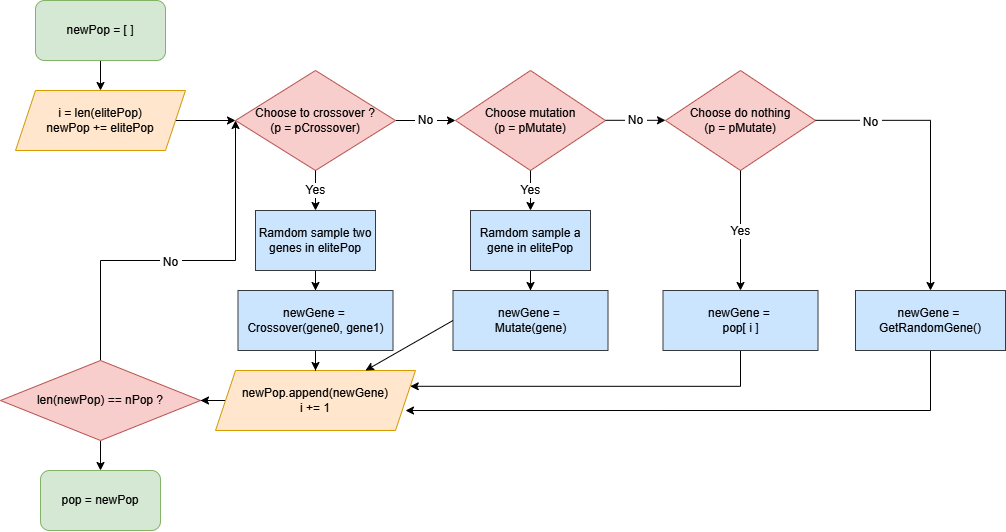 newPop = [ ]
i = len(elitePop)
newPop += elitePop
Choose to crossover ?
(p = pCrossover)
No
Choose mutation
(p = pMutate)
No
Choose do nothing
(p = pMutate)
No
Yes
Yes
Yes
Ramdom sample two
genes in elitePop
Ramdom sample a
gene in elitePop
No
newGene =
Crossover(gene0, gene1)
newGene =
Mutate(gene)
newGene =
pop[ i ]
newGene =
GetRandomGene()
len(newPop) == nPop ?
newPop.append(newGene)
i += 1
pop = newPop